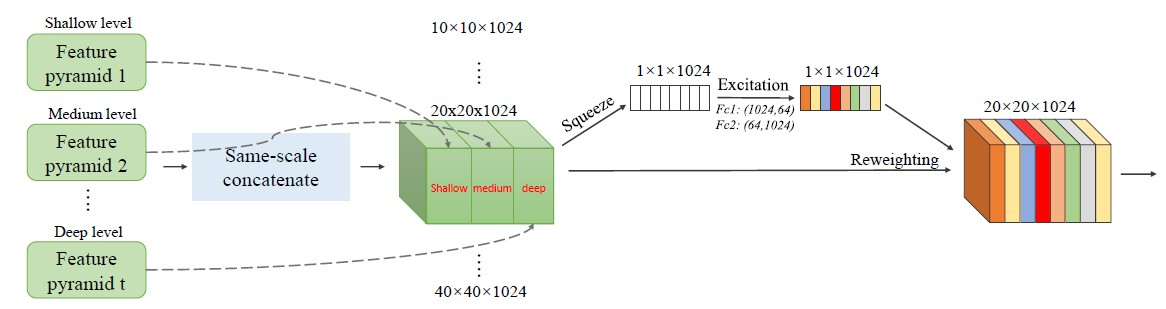 Shallow level
Feature
pyramid 1
Medium level
Feature
pyramid 2
Deep level
Feature
pyramid t
Same-scale
concatenate
10×10×1024
20x20x1024
Shallow medium deep
40×40×1024
Squeeze
1×1×1024
Excitation
Fc1: (1024,64)
Fc2: (64,1024)
1×1×1024
Reweighting
20×20×1024